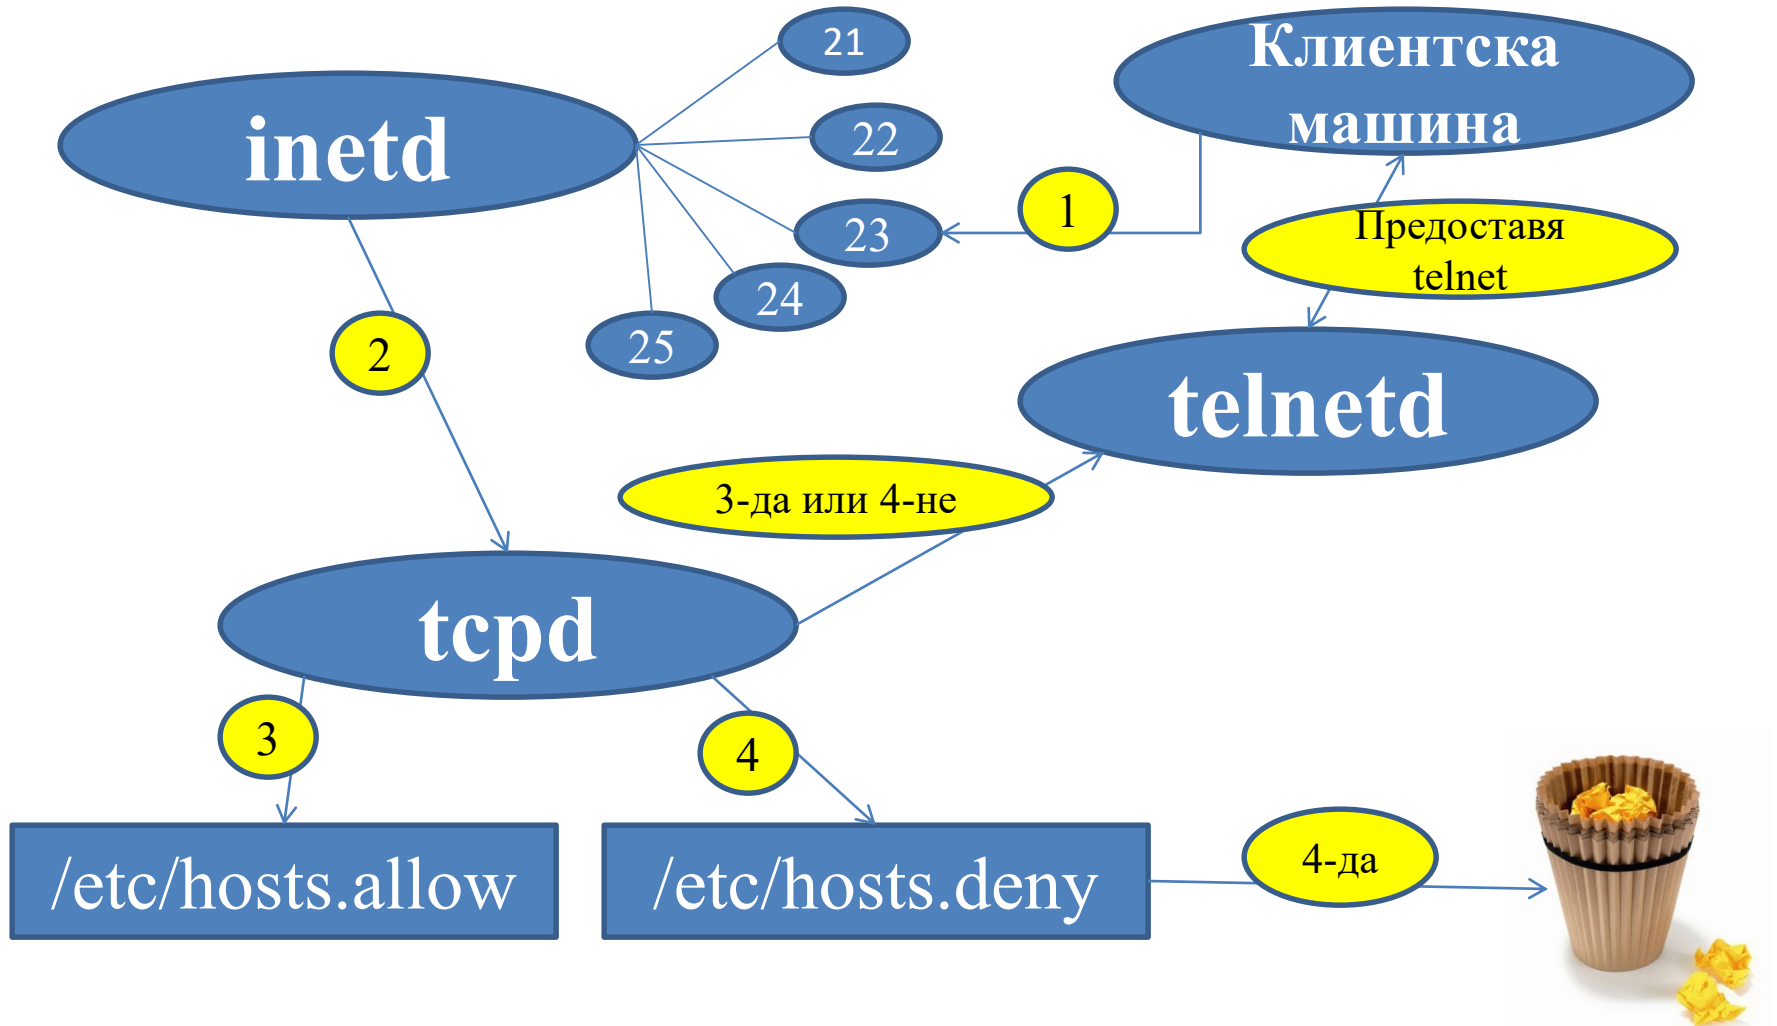 21
Клиентска
машина
inetd
22
1
23
Предоставя
telnet
24
25
2
telnetd
3-да или 4-не
tcpd
3
4
/etc/hosts.allow
/etc/hosts.deny
4-да